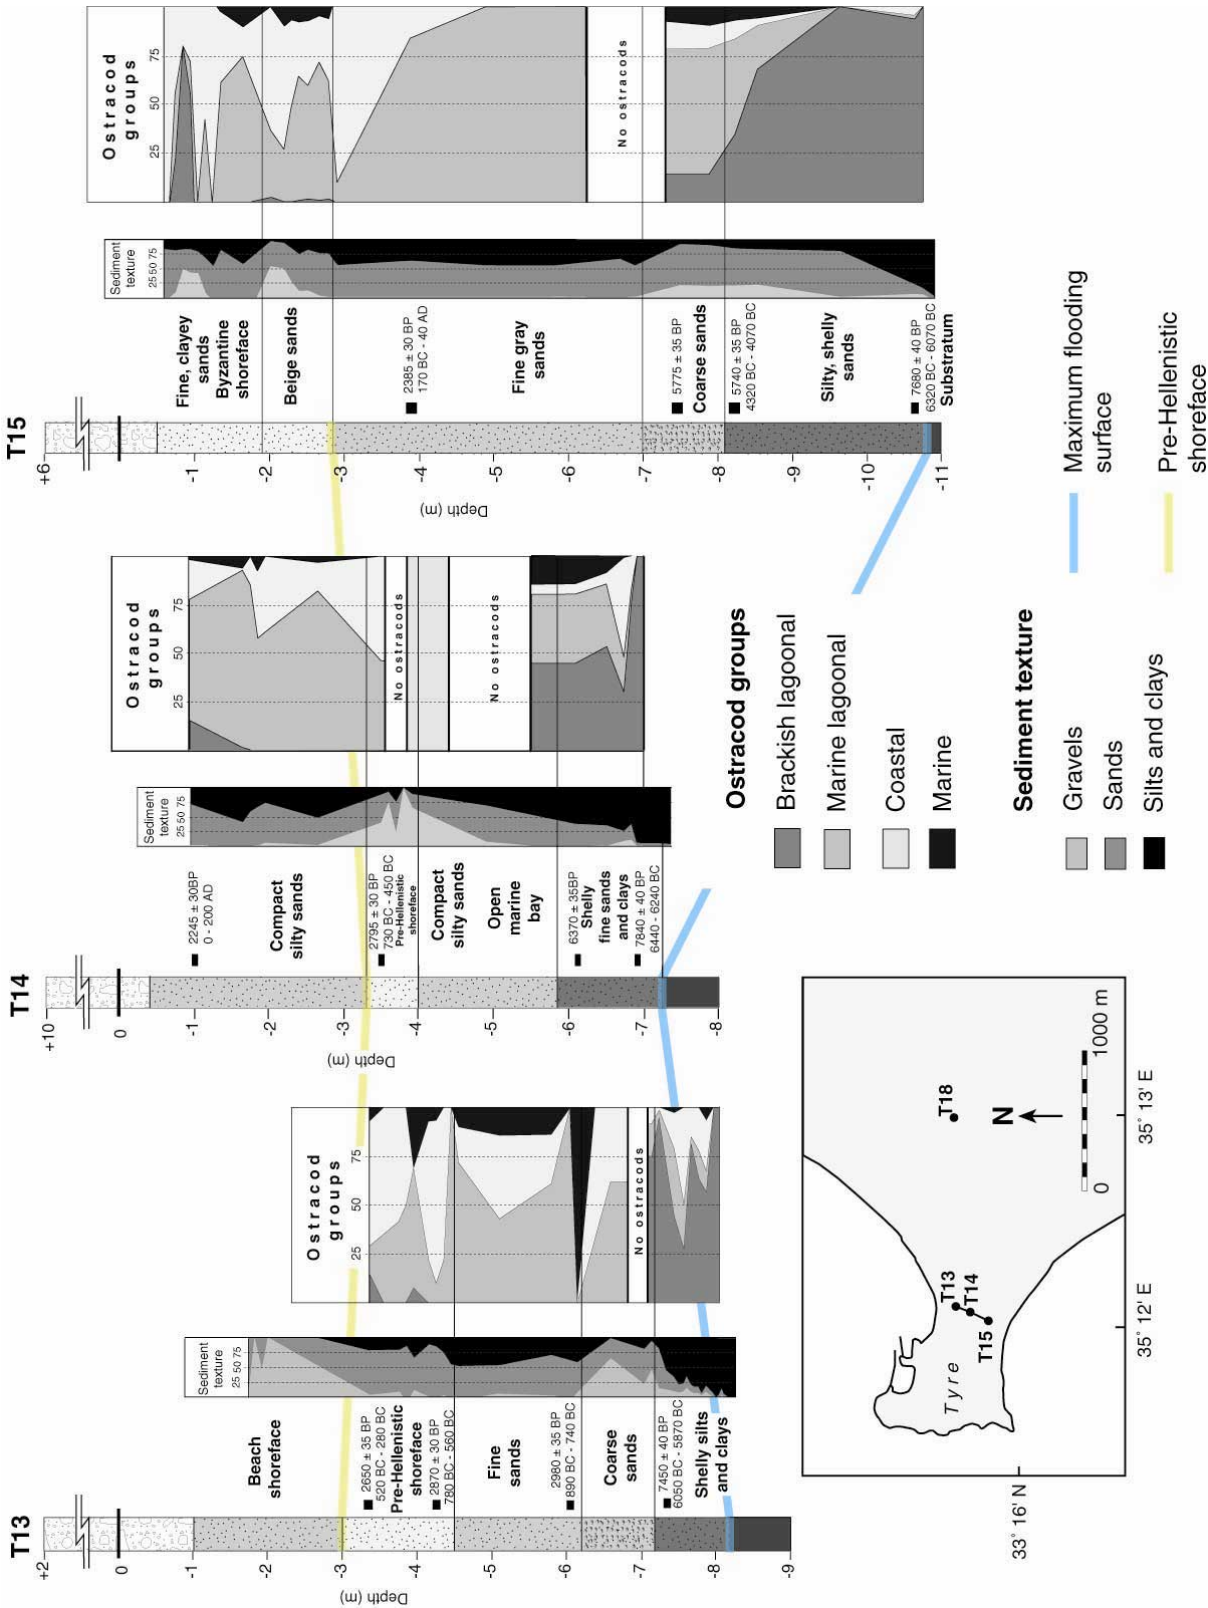 T15
+6
0
-1
-2
-3
-4
-5
-6
-7
-8
-9
-10
-11
Depth (m)
Fine, clayey
sands
Byzantine
shoreface
Beige sands
2385 ± 30 BP
170 BC - 40 AD
Fine gray
sands
5775 ± 35 BP
Coarse sands
5740 ± 35 BP
4320 BC - 4070 BC
Silty, shelly
sands
7680 ± 40 BP
6320 BC - 6070 BC
Substratum
Sediment
texture
25 50 75
Ostracod
groups
25
50
75
No ostracods
T14
+10
0
-1
-2
-3
-4
-5
-6
-7
-8
Depth (m)
2245 ± 30BP
0 - 200 AD
Compact
silty sands
2795 ± 30 BP
730 BC - 450 BC
Pre-Hellenistic
shoreface
Compact
silty sands
Open
marine
bay
6370 ± 35BP
Shelly
fine sands
and clays
7840 ± 40 BP
6440 - 6240 BC
Sediment
texture
25 50 75
Ostracod
groups
25
50
75
No ostracods
No ostracods
T13
+2
0
-1
-2
-3
-4
-5
-6
-7
-8
-9
Depth (m)
Beach
shoreface
2650 ± 35 BP
520 BC - 280 BC
Pre-Hellenistic
shoreface
2870 ± 30 BP
780 BC - 560 BC
Fine
sands
2980 ± 35 BP
890 BC - 740 BC
Coarse
sands
7450 ± 40 BP
6050 BC - 5870 BC
Shelly silts
and clays
Sediment
texture
25 50 75
Ostracod
groups
25
50
75
No ostracods
Ostracod groups
Brackish lagoonal
Marine lagoonal
Coastal
Marine
Sediment texture
Gravels
Sands
Silts and clays
Maximum flooding
surface
Pre-Hellenistic
shoreface
Tyre
T13
T14
T15
T18
N
0
1000 m
33° 16' N
35° 12' E
35° 13' E